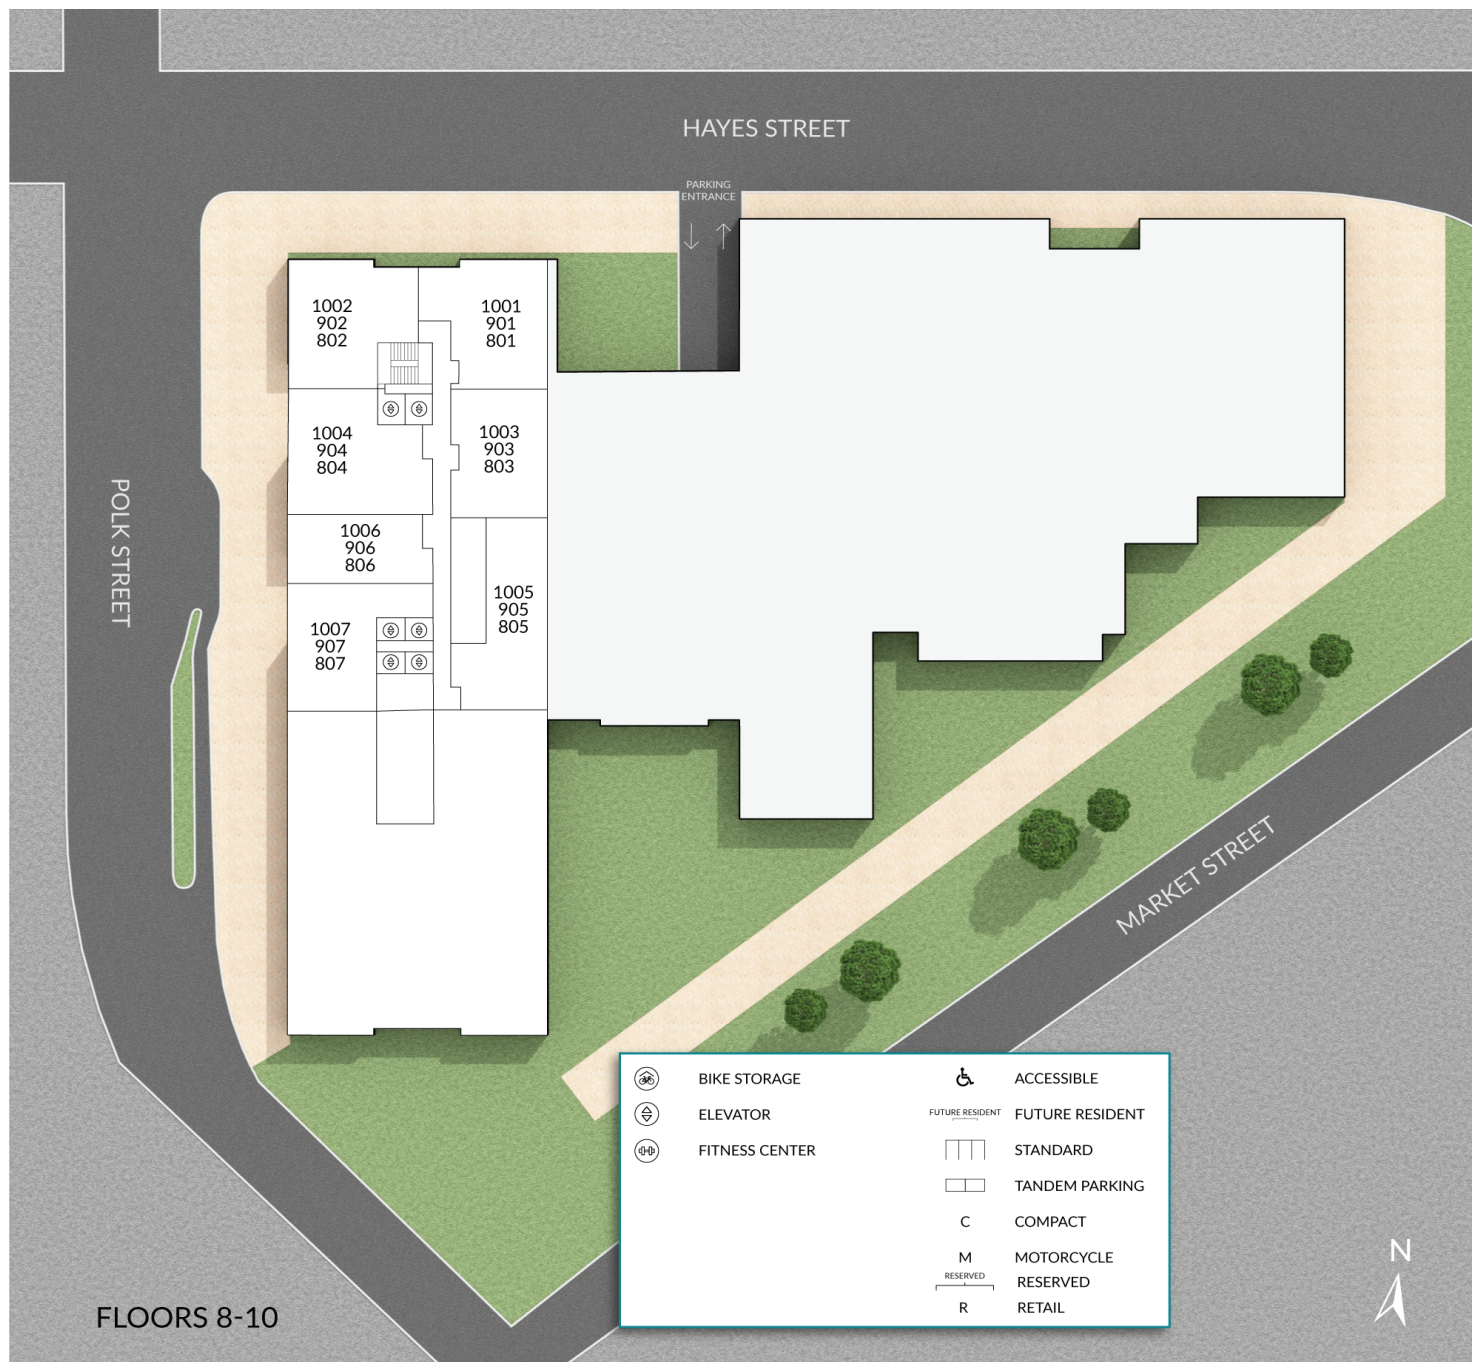 HAYES STREET
PARKING
ENTRANCE
1002
902
802
1001
901
801
1004
904
804
1003
903
803
POLK STREET
1006
906
806
1005
905
805
1007
907
807
MARKET STREET
BIKE STORAGE
ELEVATOR
FITNESS CENTER
ACCESSIBLE
FUTURE RESIDENT FUTURE RESIDENT
STANDARD
TANDEM PARKING
C COMPACT
M MOTORCYCLE
RESERVED RESERVED
R RETAIL
N
FLOORS 8-10